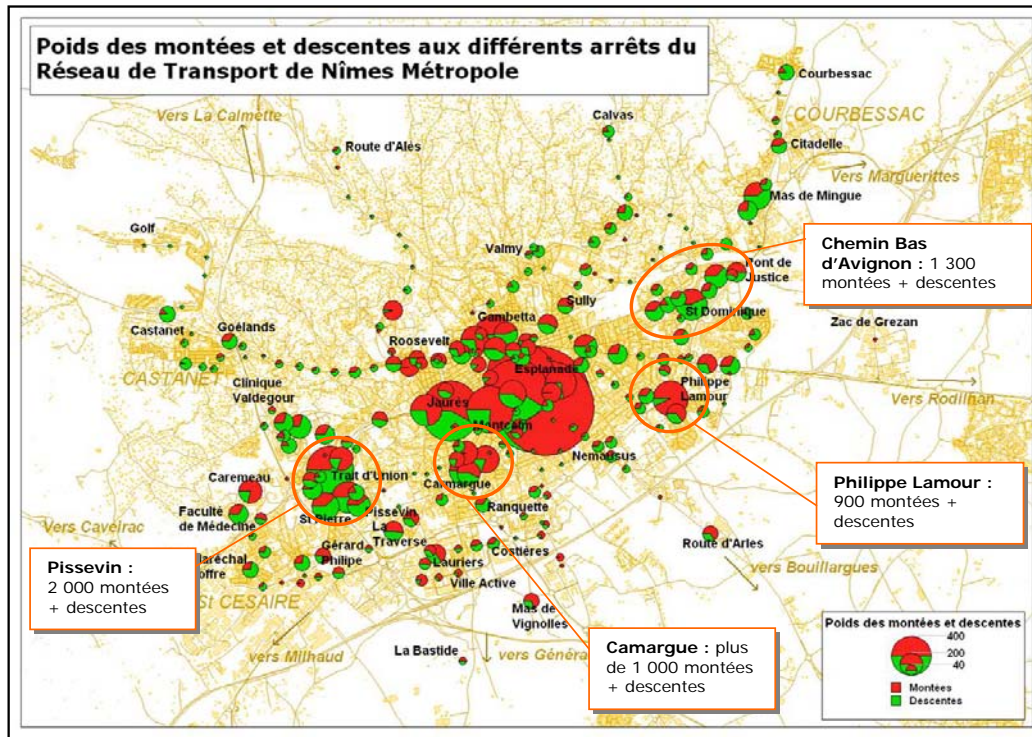 Poids des montées et descentes aux différents arrêts du
Réseau de Transport de Nîmes Métropole
Courbessac
Vers La Calmette
Calvas
COURBESSAC
Route d'Alès
Citadelle
Vers Marguerittes
Mas de Mingue
Golf
Valmy
Chemin Bas
d'Avignon : 1 300
montées + descentes
Pont de
Justice
Sully
St Dominique
Castanet
Goélands
Gambetta
Zac de Grezan
Roosevelt
Esplanade
CASTANET
Clinique
Valdegour
Philippe
Lamour
Jaurès
Vers Rodilhan
Montcalm
Nemausus
Caremeau
Trait d'Union
Carmargue
Philippe Lamour :
900 montées +
descentes
Faculté
de Médecine
St Pierre
Pissevin
La
Traverse
Ranquette
Vers Caveirac
Route d'Arles
Gérard
Philipe
Costières
Maréchal
Joffre
Lauriers
vers Bouillargues
Pissevin :
2 000 montées
+ descentes
Ville Active
St CESAIRE
Mas de
Vignolles
Poids des montées et descentes
400
200
40
Montées
Descentes
Camargue : plus
de 1 000 montées
+ descentes
vers Milhaud
La Bastide
vers Généra